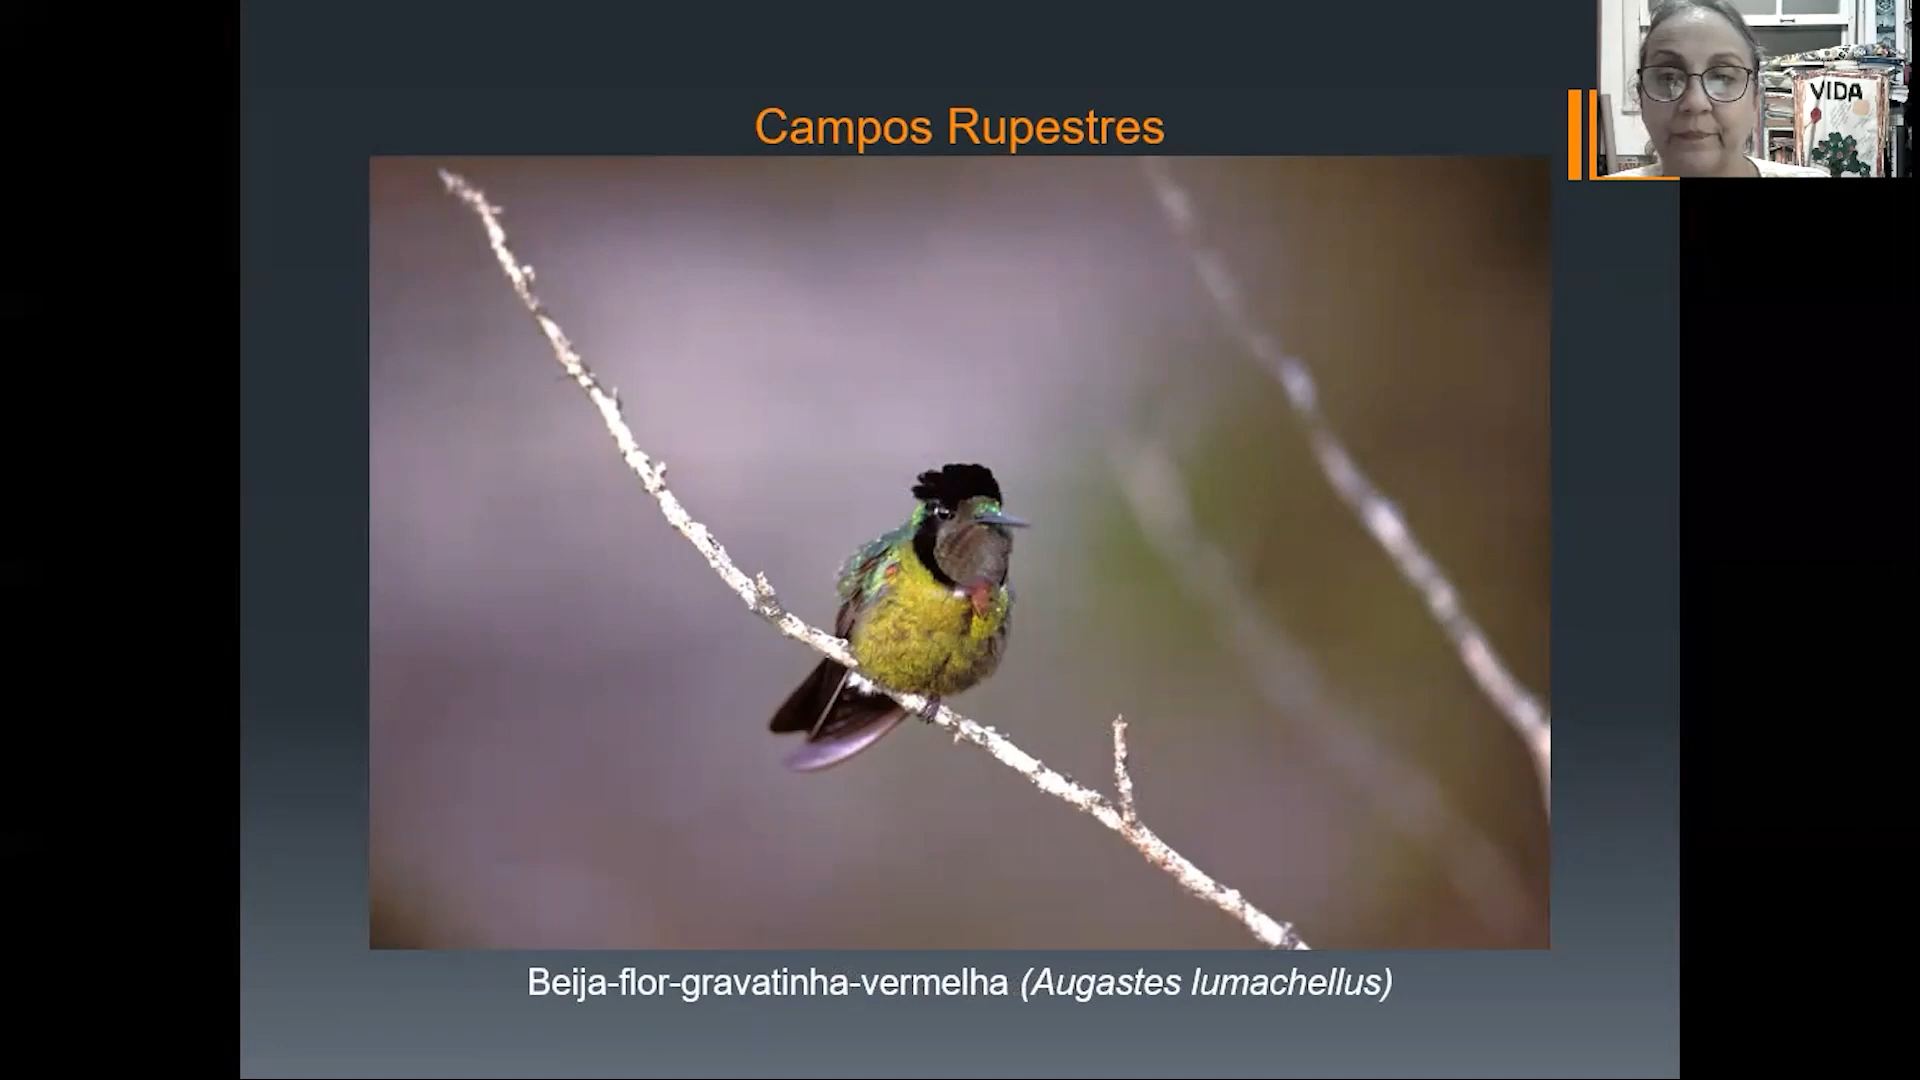 Campos Rupestres
VIDA
Beija-flor-gravatinha-vermelha (Augastes lumachellus)